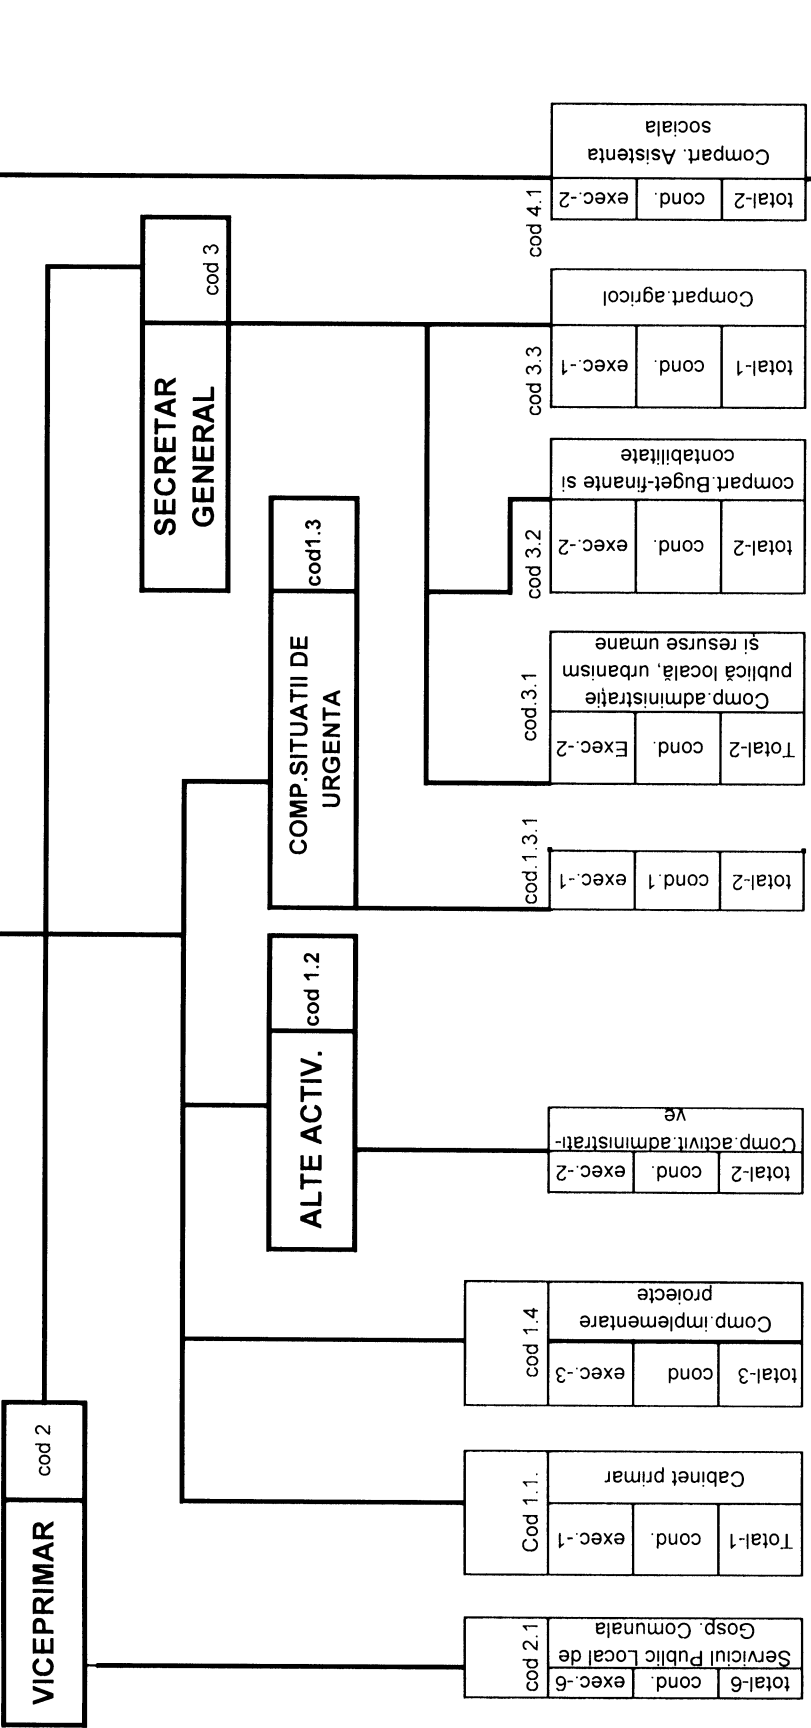 VICEPRIMAR
cod 2
SECRETAR
GENERAL
cod 3
ALTE ACTIV.
cod 1.2
COMP.SITUATII DE
URGENTA
cod1.3
cod 2.1
Serviciul Public Local de
Gosp. Comunala
total-6
cond.
exec.-6
Cod 1.1.
Cabinet primar
Total-1
cond.
exec.-1
cod 1.4
Comp.implementare
proiecte
total-3
cond
exec.-3
Comp.activit.administrati-
ve
total-2
cond.
exec.-2
cod.1.3.1
total-2
cond.1
exec.-1
cod.3.1
Comp.administrație
publică locală, urbanism
și resurse umane
Total-2
cond.
Exec.-2
cod 3.2
compart.Buget-finante si
contabilitate
total-2
cond.
exec.-2
cod 3.3
Compart.agricol
total-1
cond.
exec.-1
cod 4.1
Compart. Asistenta
sociala
total-2
cond.
exec.-2